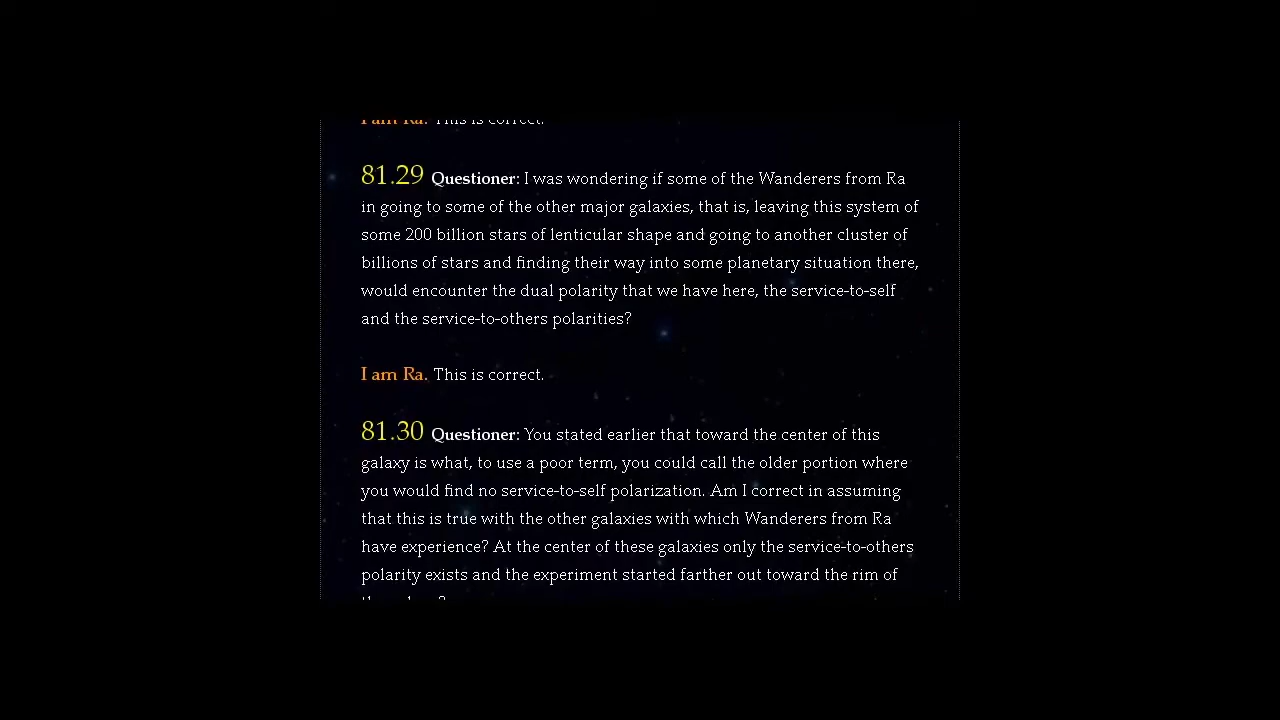 I am Ra. This is correct.
81.29 Questioner: I was wondering if some of the Wanderers from Ra
in going to some of the other major galaxies, that is, leaving this system of
some 200 billion stars of lenticular shape and going to another cluster of
billions of stars and finding their way into some planetary situation there,
would encounter the dual polarity that we have here, the service-to-self
and the service-to-others polarities?
I am Ra. This is correct.
81.30 Questioner: You stated earlier that toward the center of this
galaxy is what, to use a poor term, you could call the older portion where
you would find no service-to-self polarization. Am I correct in assuming
that this is true with the other galaxies with which Wanderers from Ra
have experience? At the center of these galaxies only the service-to-others
polarity exists and the experiment started farther out toward the rim of